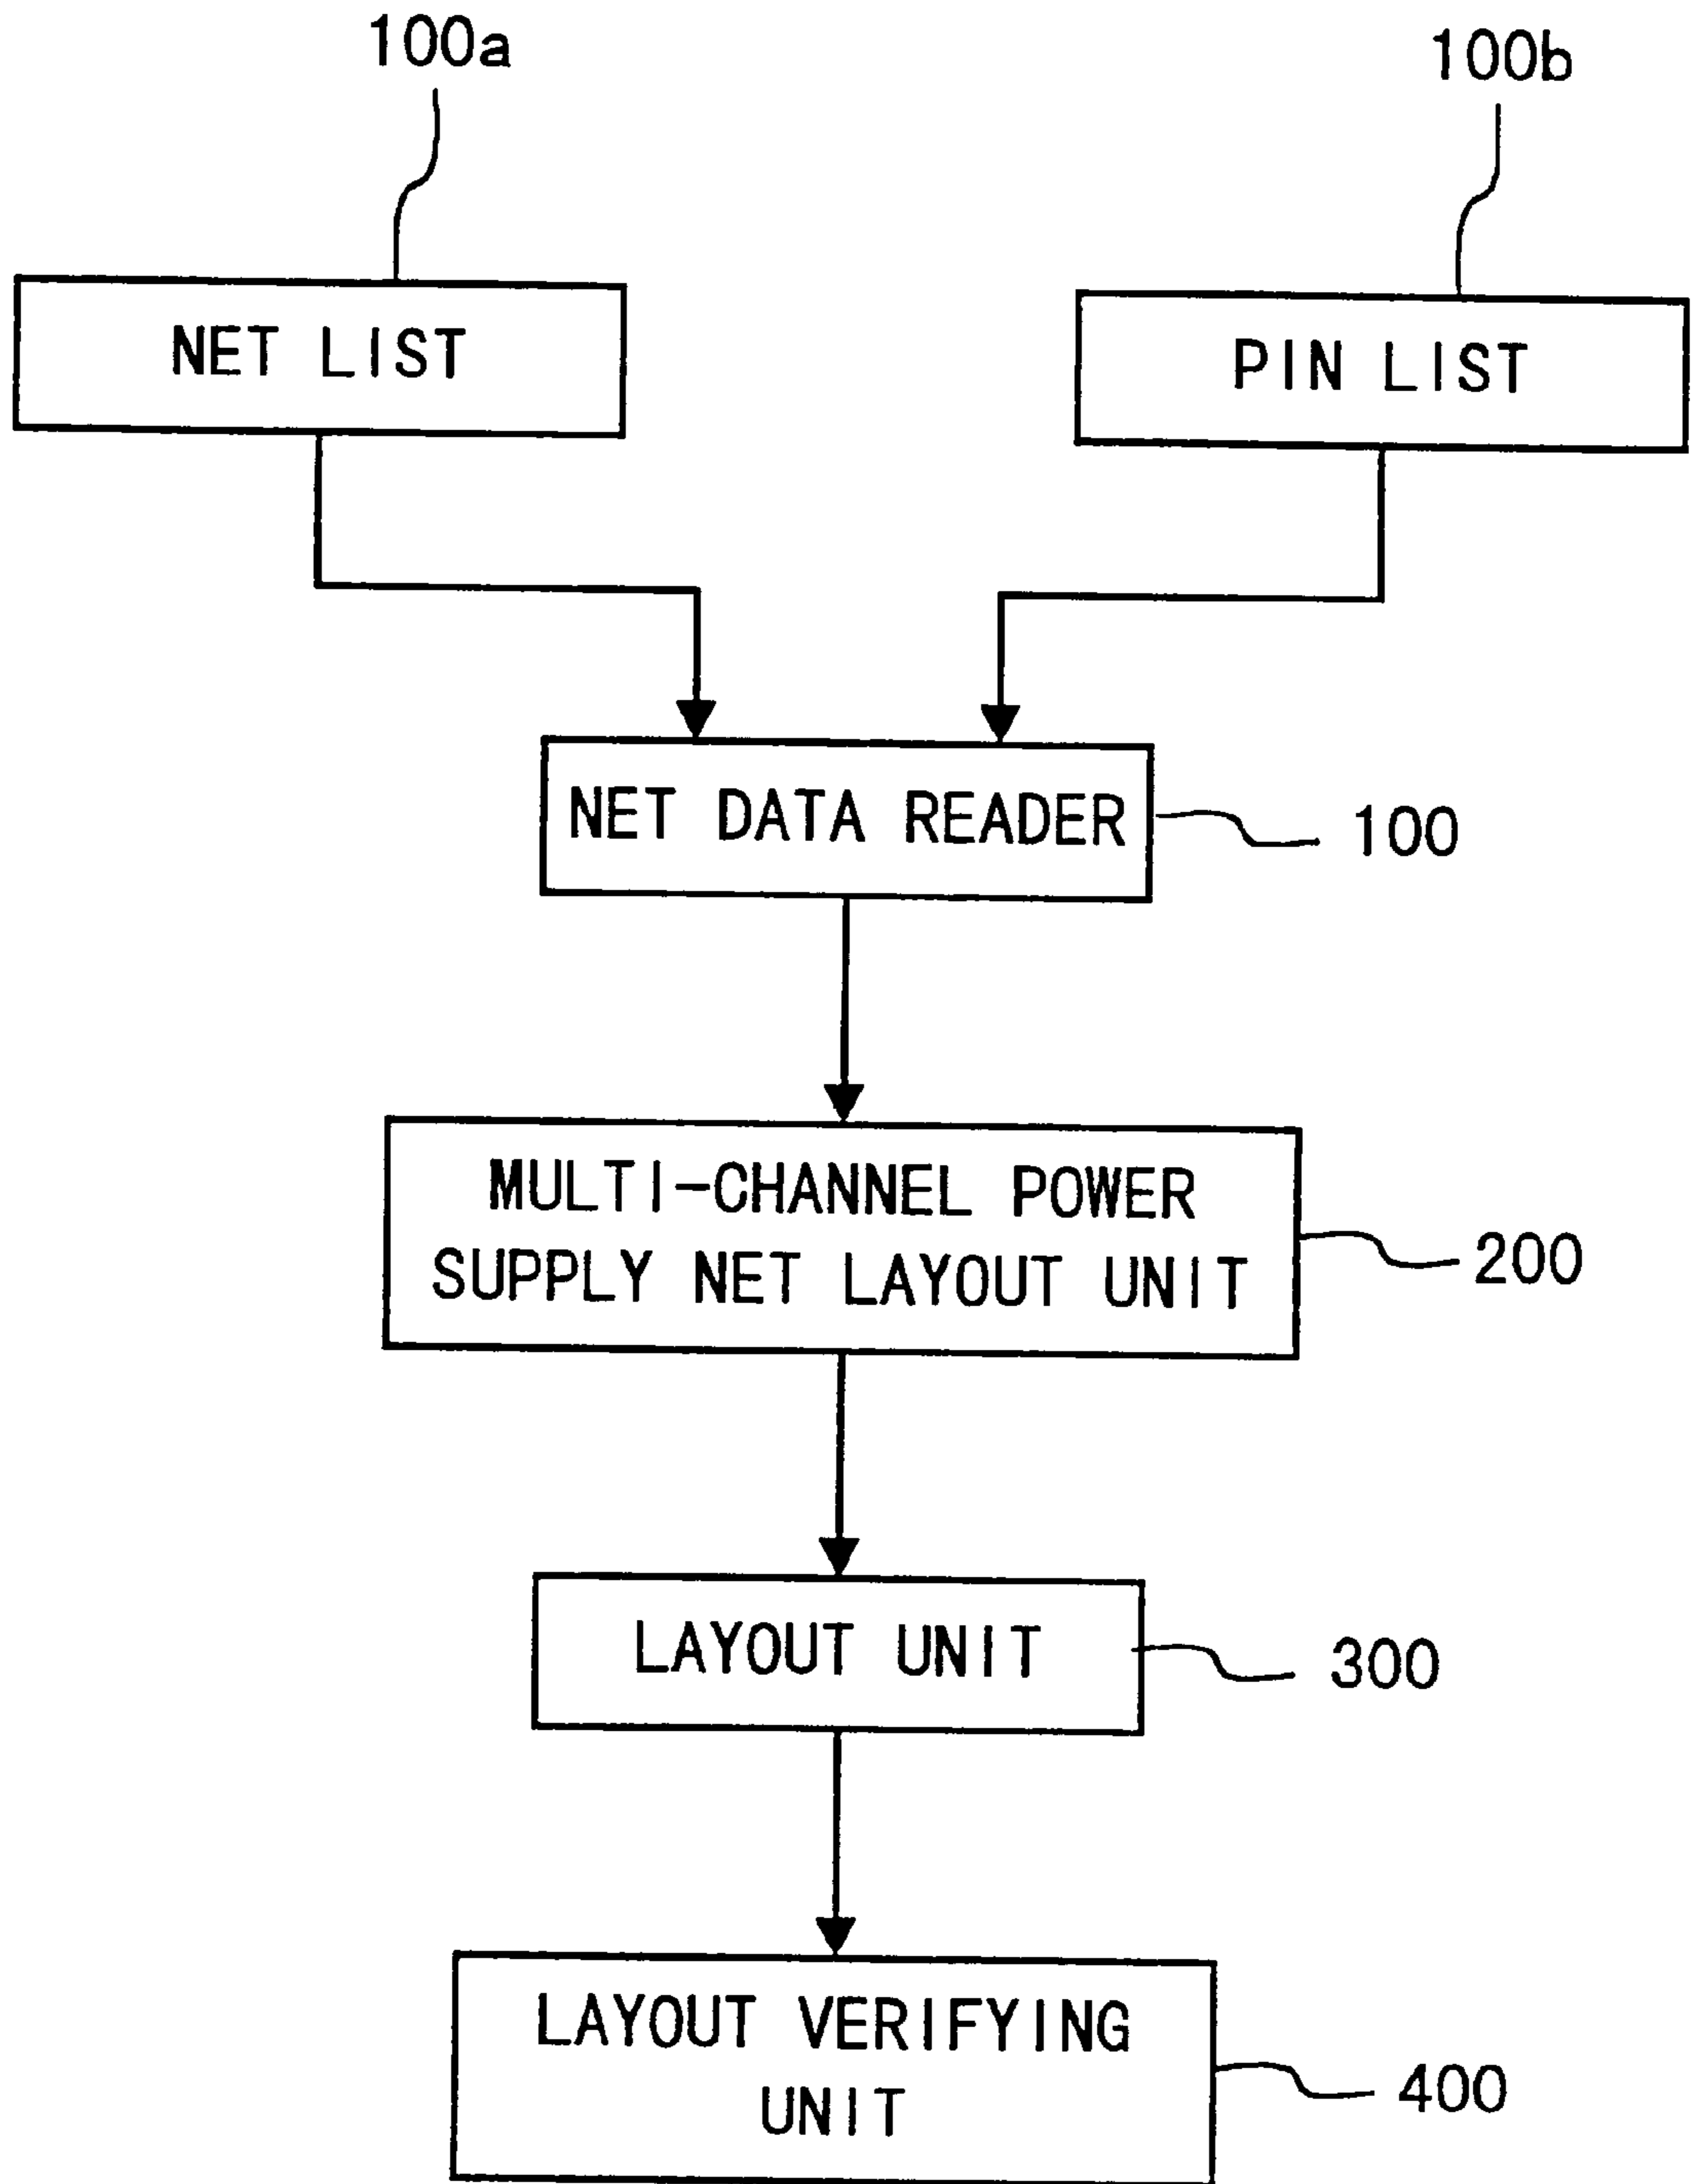 100a
100b
NET LIST
PIN LIST
NET DATA READER
100
MULTI-CHANNEL POWER
SUPPLY NET LAYOUT UNIT
200
LAYOUT UNIT
300
LAYOUT VERIFYING
UNIT
400